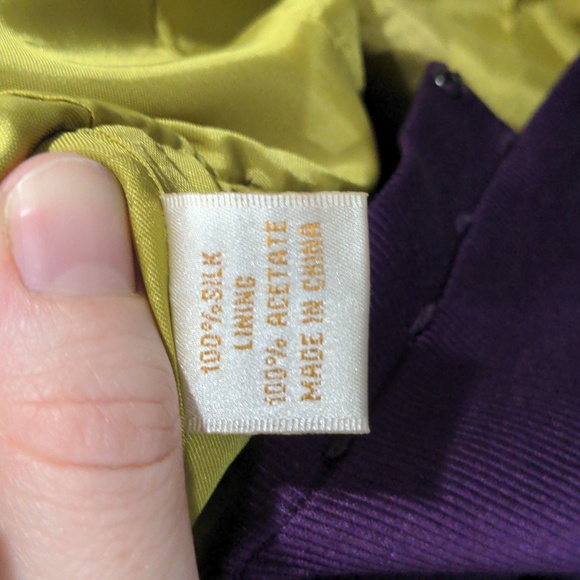 100%SILK
LINING
100% ACETATE
MADE IN CHINA